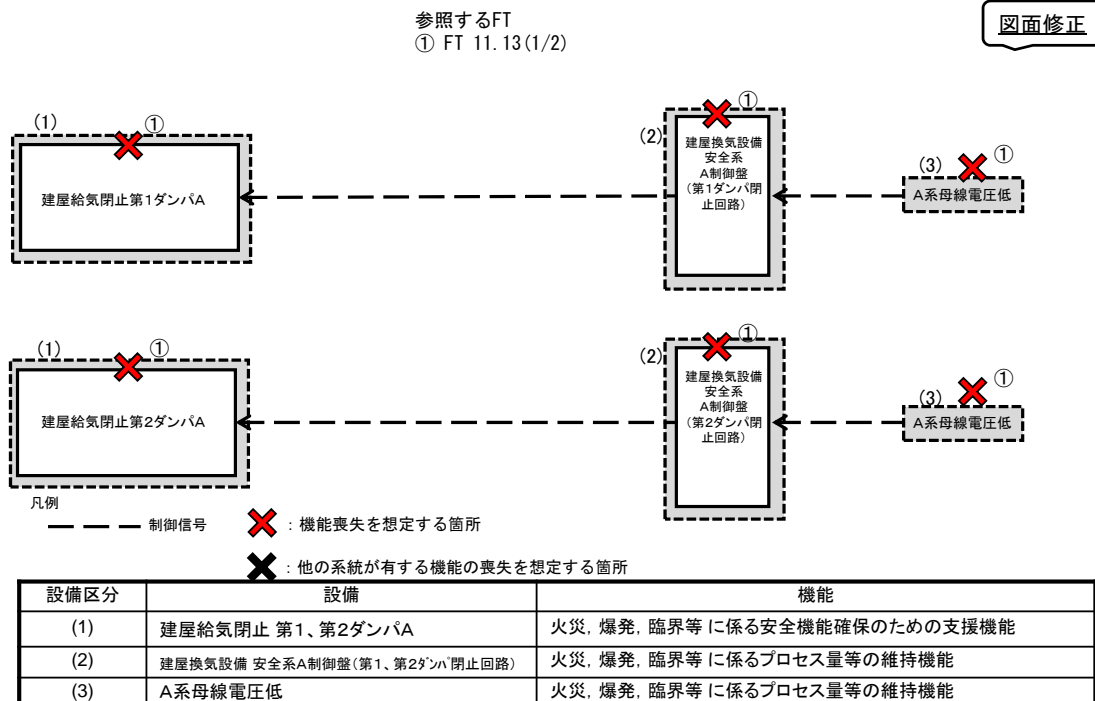 参照するFT
① FT 11.13(1/2)
図面修正
(1)
①
建屋給気閉止第1ダンパA
(2)
①
建屋換気設備
安全系
A制御盤
(第1ダンパ閉
止回路)
(3)
①
A系母線電圧低
(1)
①
建屋給気閉止第2ダンパA
(2)
①
建屋換気設備
安全系
A制御盤
(第2ダンパ閉
止回路)
(3)
①
A系母線電圧低
凡例
制御信号
：機能喪失を想定する箇所
：他の系統が有する機能の喪失を想定する箇所
設備区分 設備 機能
(1) 建屋給気閉止 第1、第2ダンパA 火災，爆発，臨界等 に係る安全機能確保のための支援機能
(2) 建屋換気設備 安全系A制御盤(第1、第2ﾀﾞﾝﾊﾟ閉止回路) 火災，爆発，臨界等 に係るプロセス量等の維持機能
(3) A系母線電圧低 火災，爆発，臨界等 に係るプロセス量等の維持機能